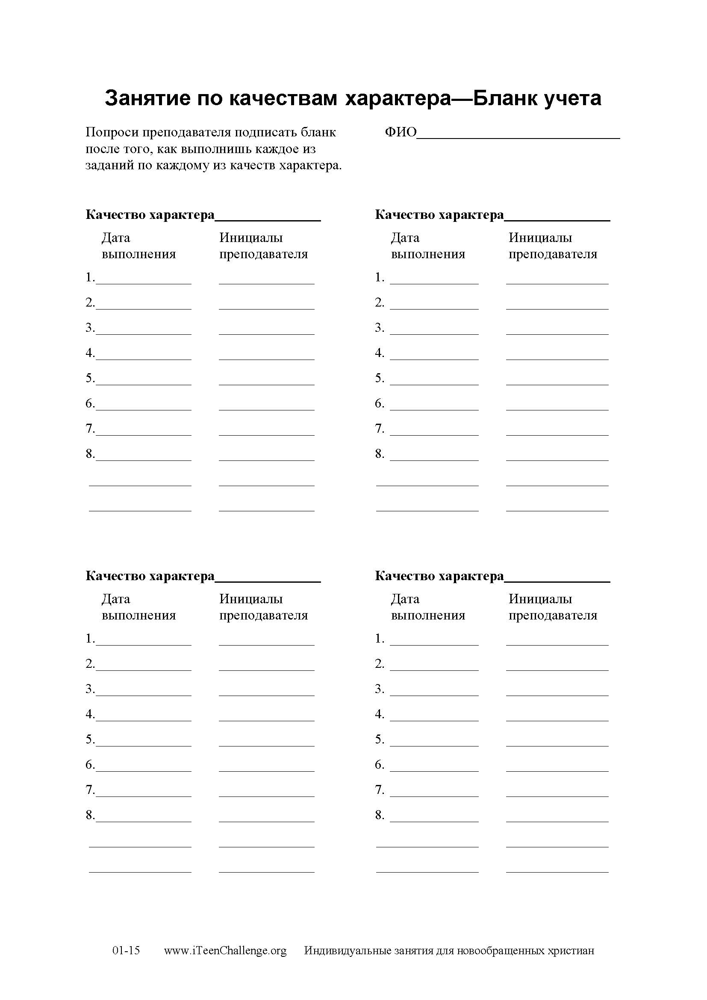 Занятие по качествам характера—Бланк учета
Попроси преподавателя подписать бланк
после того, как выполнишь каждое из
заданий по каждому из качеств характера.
ФИО
Качество характера
Дата Инициалы
выполнения преподавателя
1.
2.
3.
4.
5.
6.
7.
8.
Качество характера
Дата Инициалы
выполнения преподавателя
1.
2.
3.
4.
5.
6.
7.
8.
Качество характера
Дата Инициалы
выполнения преподавателя
1.
2.
3.
4.
5.
6.
7.
8.
Качество характера
Дата Инициалы
выполнения преподавателя
1.
2.
3.
4.
5.
6.
7.
8.
01-15 www.iTeenChallenge.org Индивидуальные занятия для новообращенных христиан